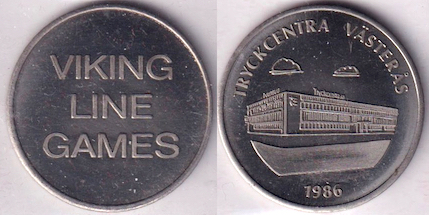 VIKING
LINE
GAMES
TRYCKCENTRA VÄSTERÅS
1986